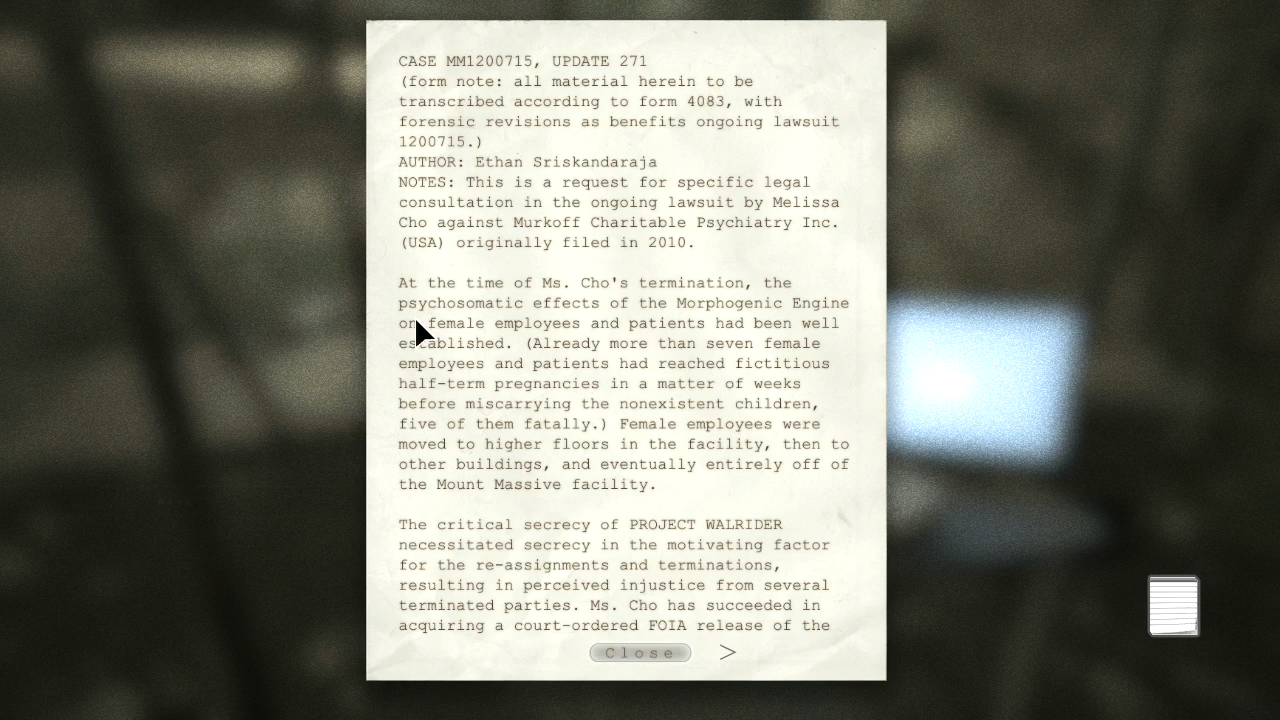 CASE MM1200715, UPDATE 271
(form note: all material herein to be
transcribed according to form 4083, with
forensic revisions as benefits ongoing lawsuit
1200715.)
AUTHOR: Ethan Sriskandaraja
NOTES: This is a request for specific legal
consultation in the ongoing lawsuit by Melissa
Cho against Murkoff Charitable Psychiatry Inc.
(USA) originally filed in 2010.
At the time of Ms. Cho's termination, the
psychosomatic effects of the Morphogenic Engine
on female employees and patients had been well
established. (Already more than seven female
employees and patients had reached fictitious
half-term pregnancies in a matter of weeks
before miscarrying the nonexistent children,
five of them fatally.) Female employees were
moved to higher floors in the facility, then to
other buildings, and eventually entirely off of
the Mount Massive facility.
The critical secrecy of PROJECT WALRIDER
necessitated secrecy in the motivating factor
for the re-assignments and terminations,
resulting in perceived injustice from several
terminated parties. Ms. Cho has succeeded in
acquiring a court-ordered FOIA release of the
Close >